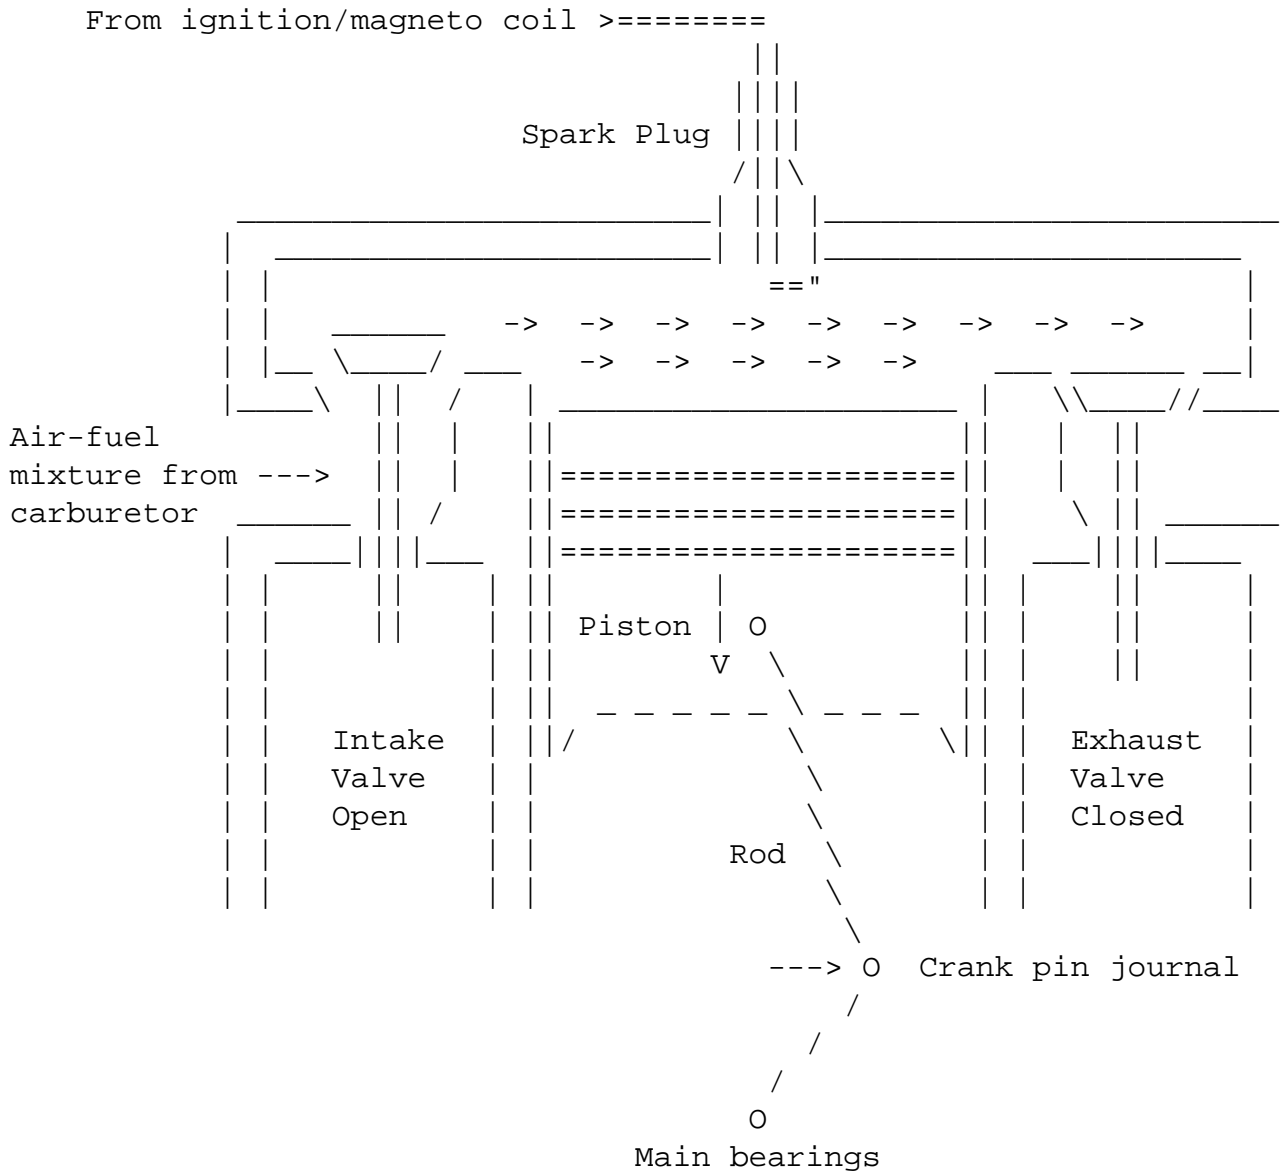 From ignition/magneto coil >========
Spark Plug
Air-fuel
mixture from --->
carburetor
Piston
Intake
Valve
Open
Exhaust
Valve
Closed
Rod
---> O Crank pin journal
Main bearings